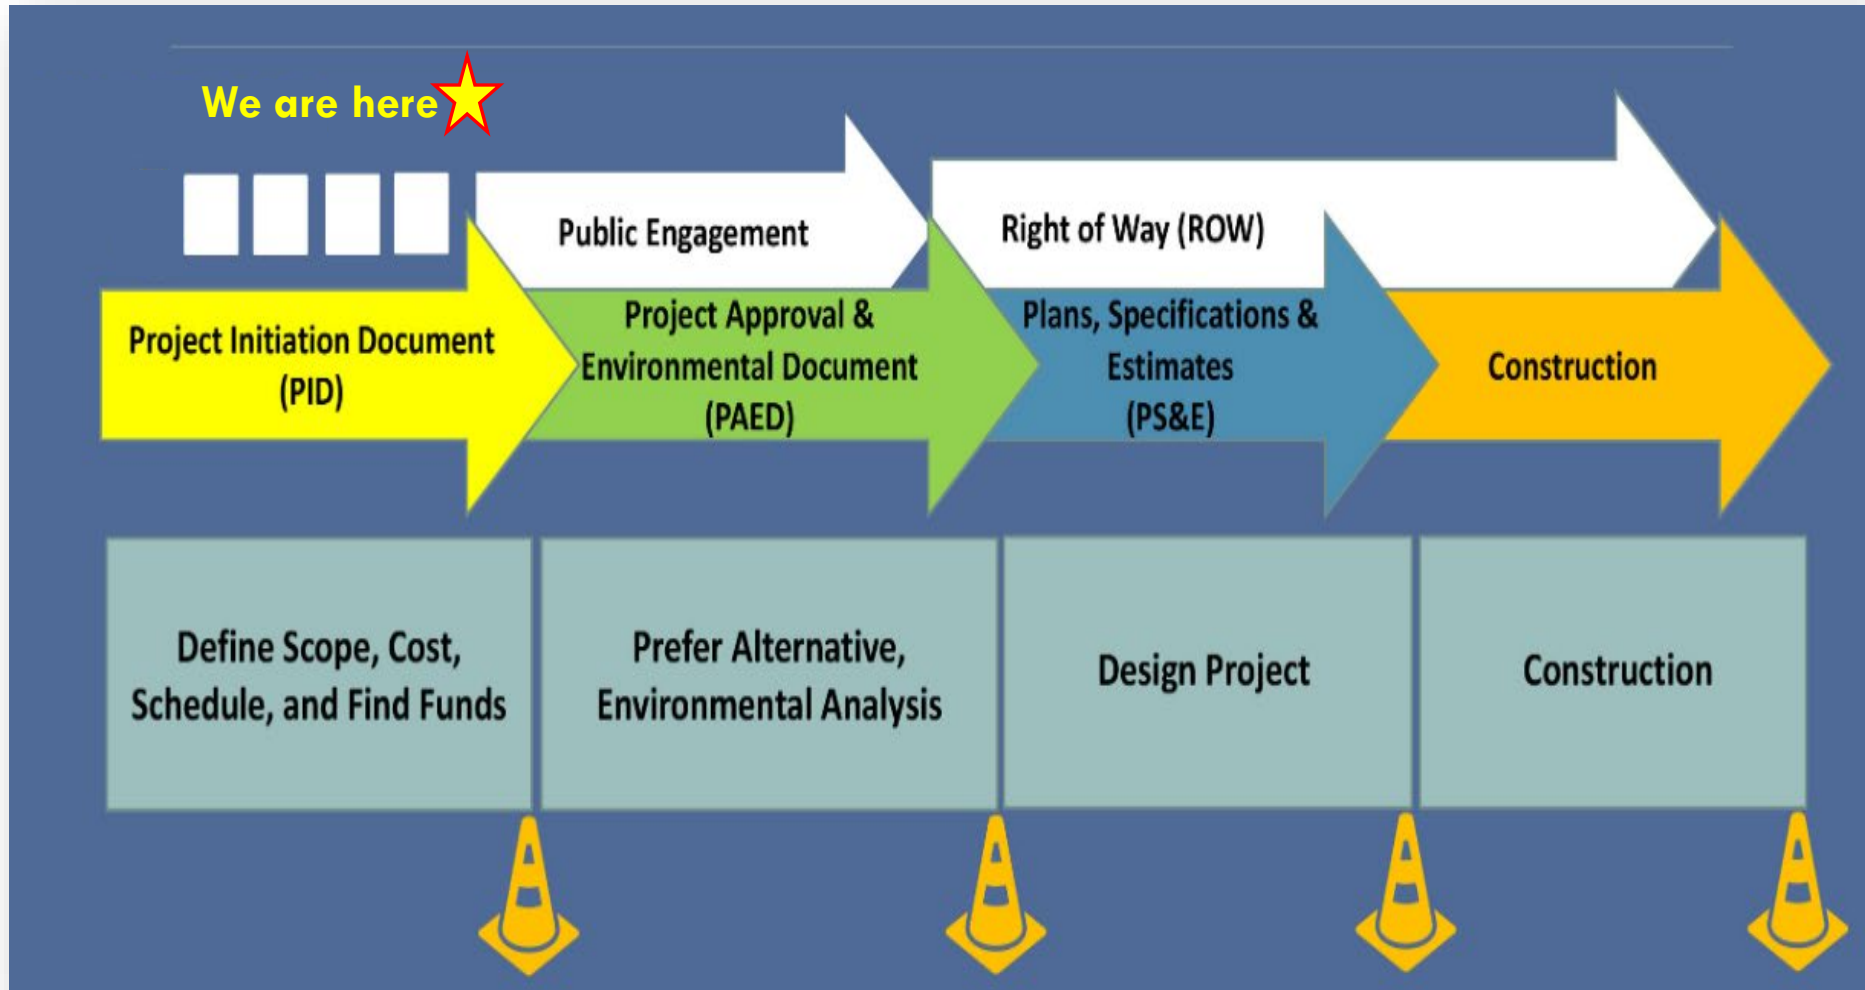 We are here
Public Engagement
Right of Way (ROW)
Project Initiation Document
(PID)
Project Approval &
Environmental Document
(PAED)
Plans, Specifications &
Estimates
(PS&E)
Construction
Define Scope, Cost,
Schedule, and Find Funds
Prefer Alternative,
Environmental Analysis
Design Project
Construction